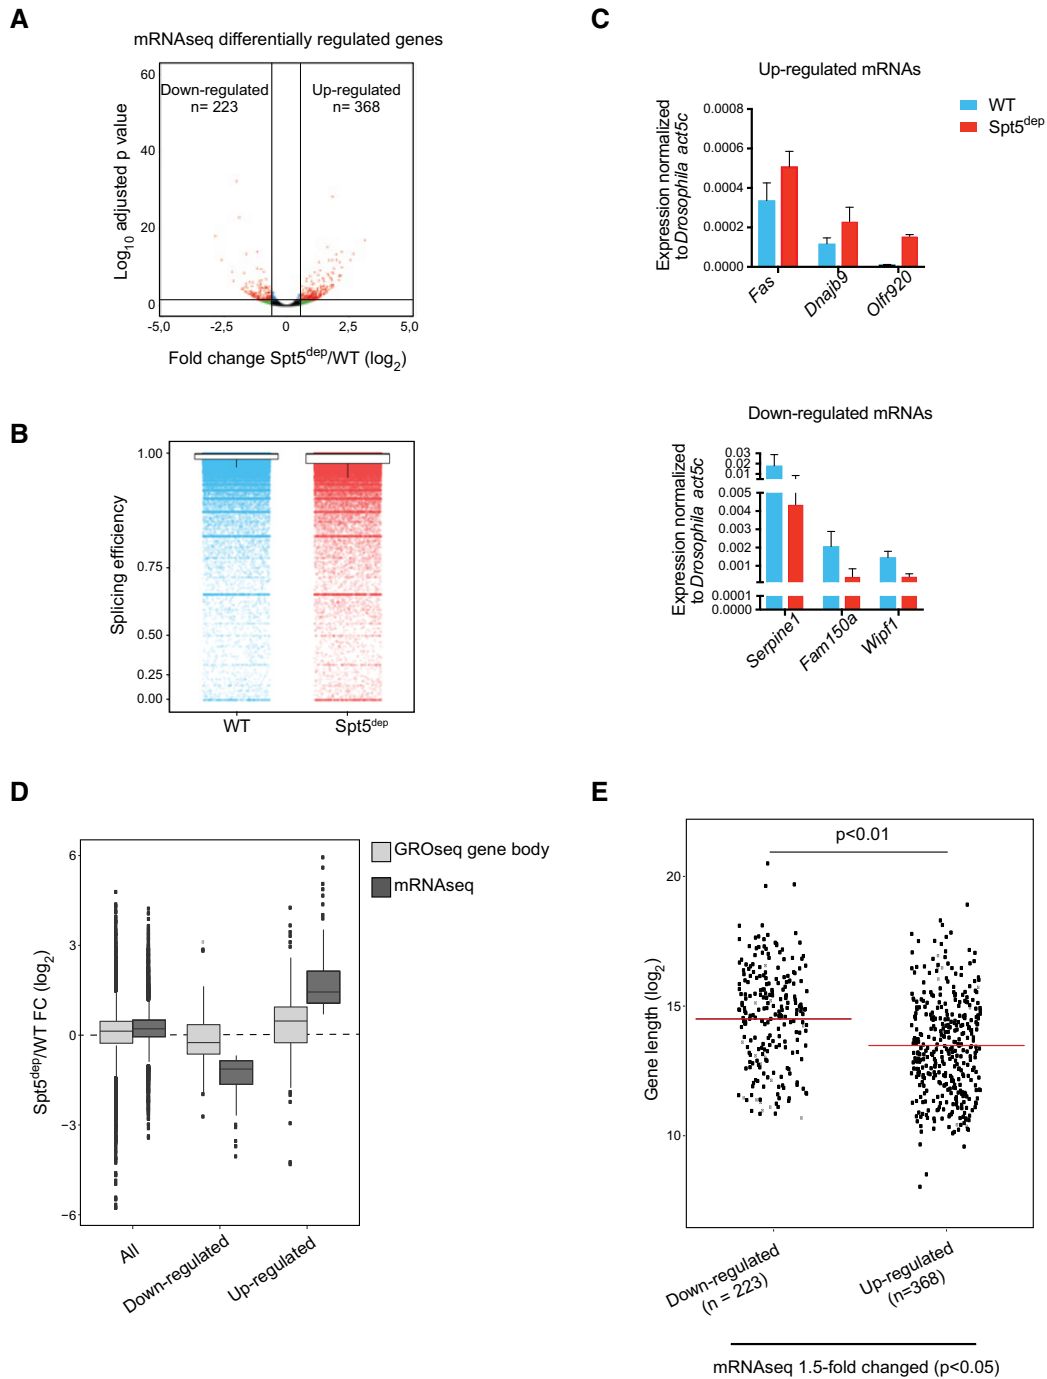 A
mRNAseq differentially regulated genes
Down-regulated
n= 223
Up-regulated
n= 368
Log10 adjusted p value
60
40
20
0
-5,0
-2,5
0
2,5
5,0
Fold change Spt5dep/WT (log2)
B
Splicing efficiency
1.00
0.75
0.50
0.25
0.00
WT
Spt5dep
C
Up-regulated mRNAs
WT
Spt5dep
Expression normalized
to Drosophila act5c
0.0008
0.0006
0.0004
0.0002
0.0000
Fas
Dnajb9
Olfr920
Down-regulated mRNAs
Expression normalized
to Drosophila act5c
0.03
0.02
0.01
0.005
0.003
0.002
0.001
0.0001
0.0000
Serpine1
Fam150a
Wipf1
D
GROseq gene body
mRNAseq
Spt5dep/WT FC (log2)
6
3
0
−3
−6
All
Down-regulated
Up-regulated
E
p<0.01
Gene length (log2)
20
15
10
Down-regulated
(n = 223)
Up-regulated
(n=368)
mRNAseq 1.5-fold changed (p<0.05)